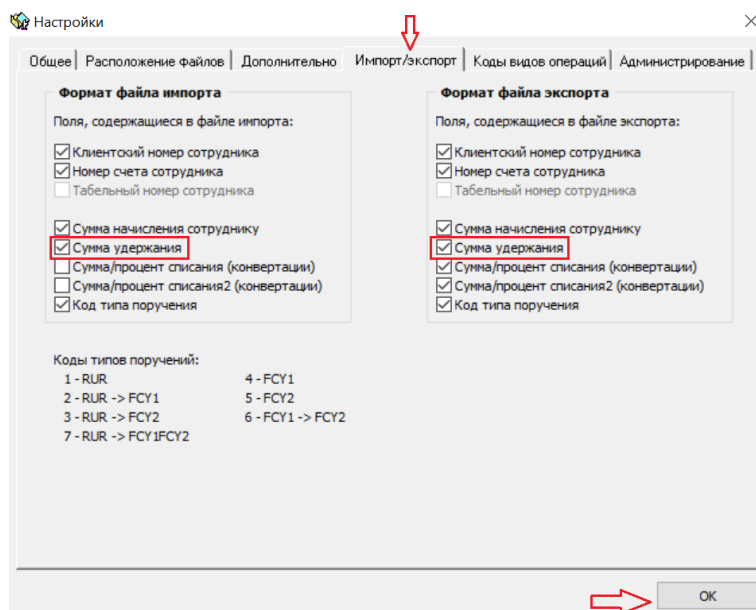 Настройки
Общее Расположение файлов Дополнительно Импорт/экспорт Коды видов операций Администрирование
Формат файла импорта
Поля, содержащиеся в файле импорта:
Клиентский номер сотрудника
Номер счета сотрудника
Табельный номер сотрудника
Сумма начисления сотруднику
Сумма удержания
Сумма/процент списания (конвертации)
Сумма/процент списания2 (конвертации)
Код типа поручения
Формат файла экспорта
Поля, содержащиеся в файле экспорта:
Клиентский номер сотрудника
Номер счета сотрудника
Табельный номер сотрудника
Сумма начисления сотруднику
Сумма удержания
Сумма/процент списания (конвертации)
Сумма/процент списания2 (конвертации)
Код типа поручения
Коды типов поручений:
1 - RUR 4 - FCY1
2 - RUR -> FCY1 5 - FCY2
3 - RUR -> FCY2 6 - FCY1 -> FCY2
7 - RUR -> FCY1FCY2
OK